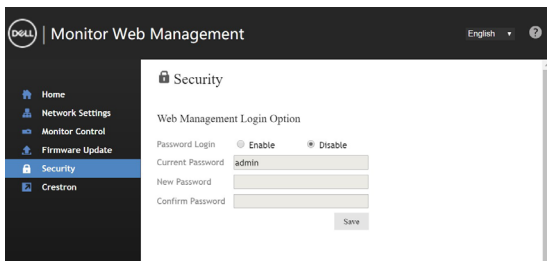 DELL | Monitor Web Management English ?
Security
Home
Network Settings
Monitor Control
Firmware Update
Security
Crestron
Web Management Login Option
Password Login Enable Disable
Current Password admin
New Password
Confirm Password
Save